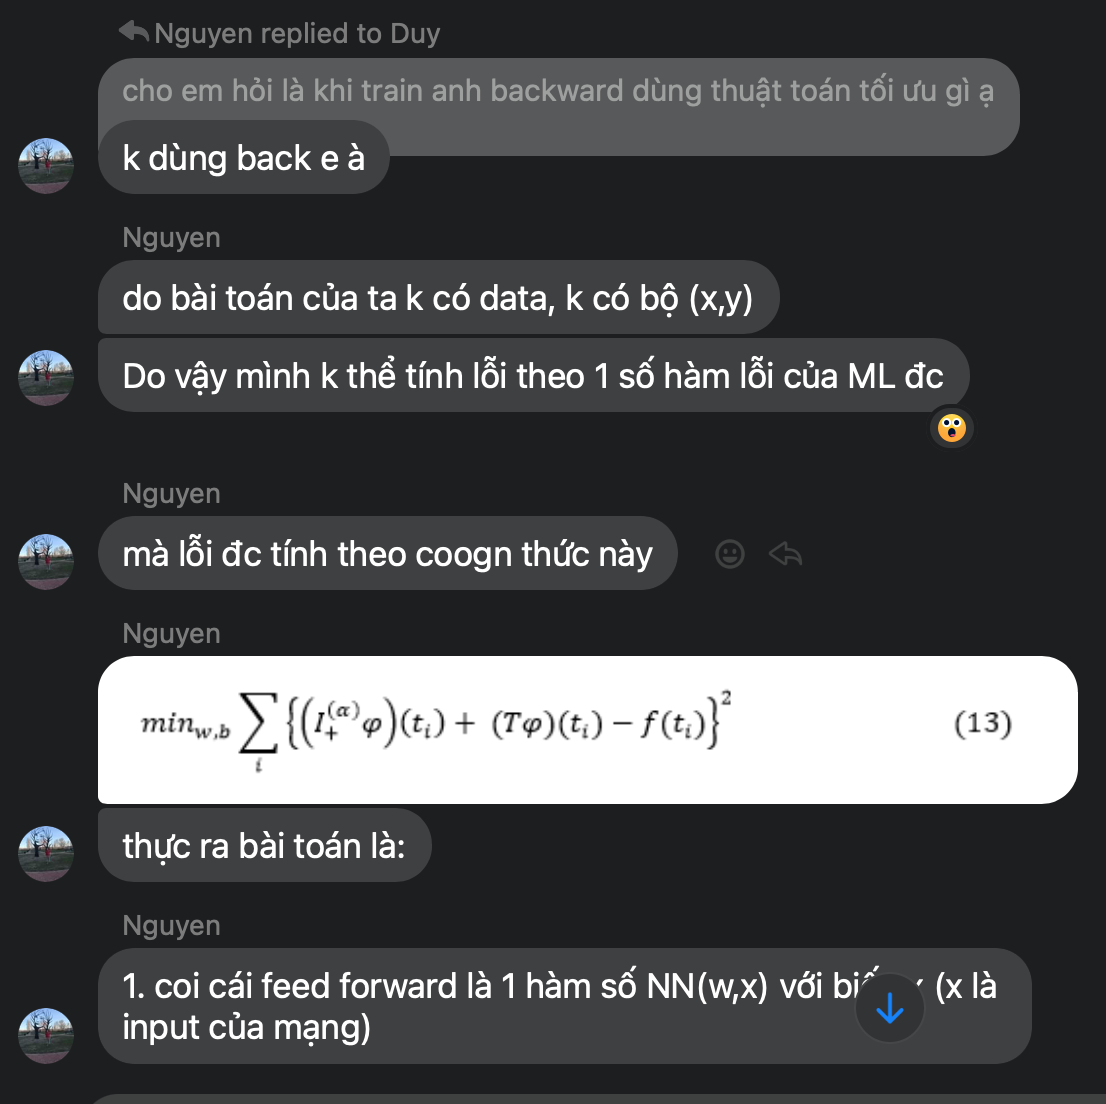 Nguyen replied to Duy
cho em hỏi là khi train anh backward dùng thuật toán tối ưu gì ạ
k dùng back e à
Nguyen
do bài toán của ta k có data, k có bộ (x,y)
Do vậy mình k thể tính lỗi theo 1 số hàm lỗi của ML đc
Nguyen
mà lỗi đc tính theo coogn thức này
Nguyen
min_{w,b} ∑_i {(I_+^{(α)}φ)(t_i) + (Tφ)(t_i) − f(t_i)}^2 (13)
thực ra bài toán là:
Nguyen
1. coi cái feed forward là 1 hàm số NN(w,x) với (x là
input của mạng)